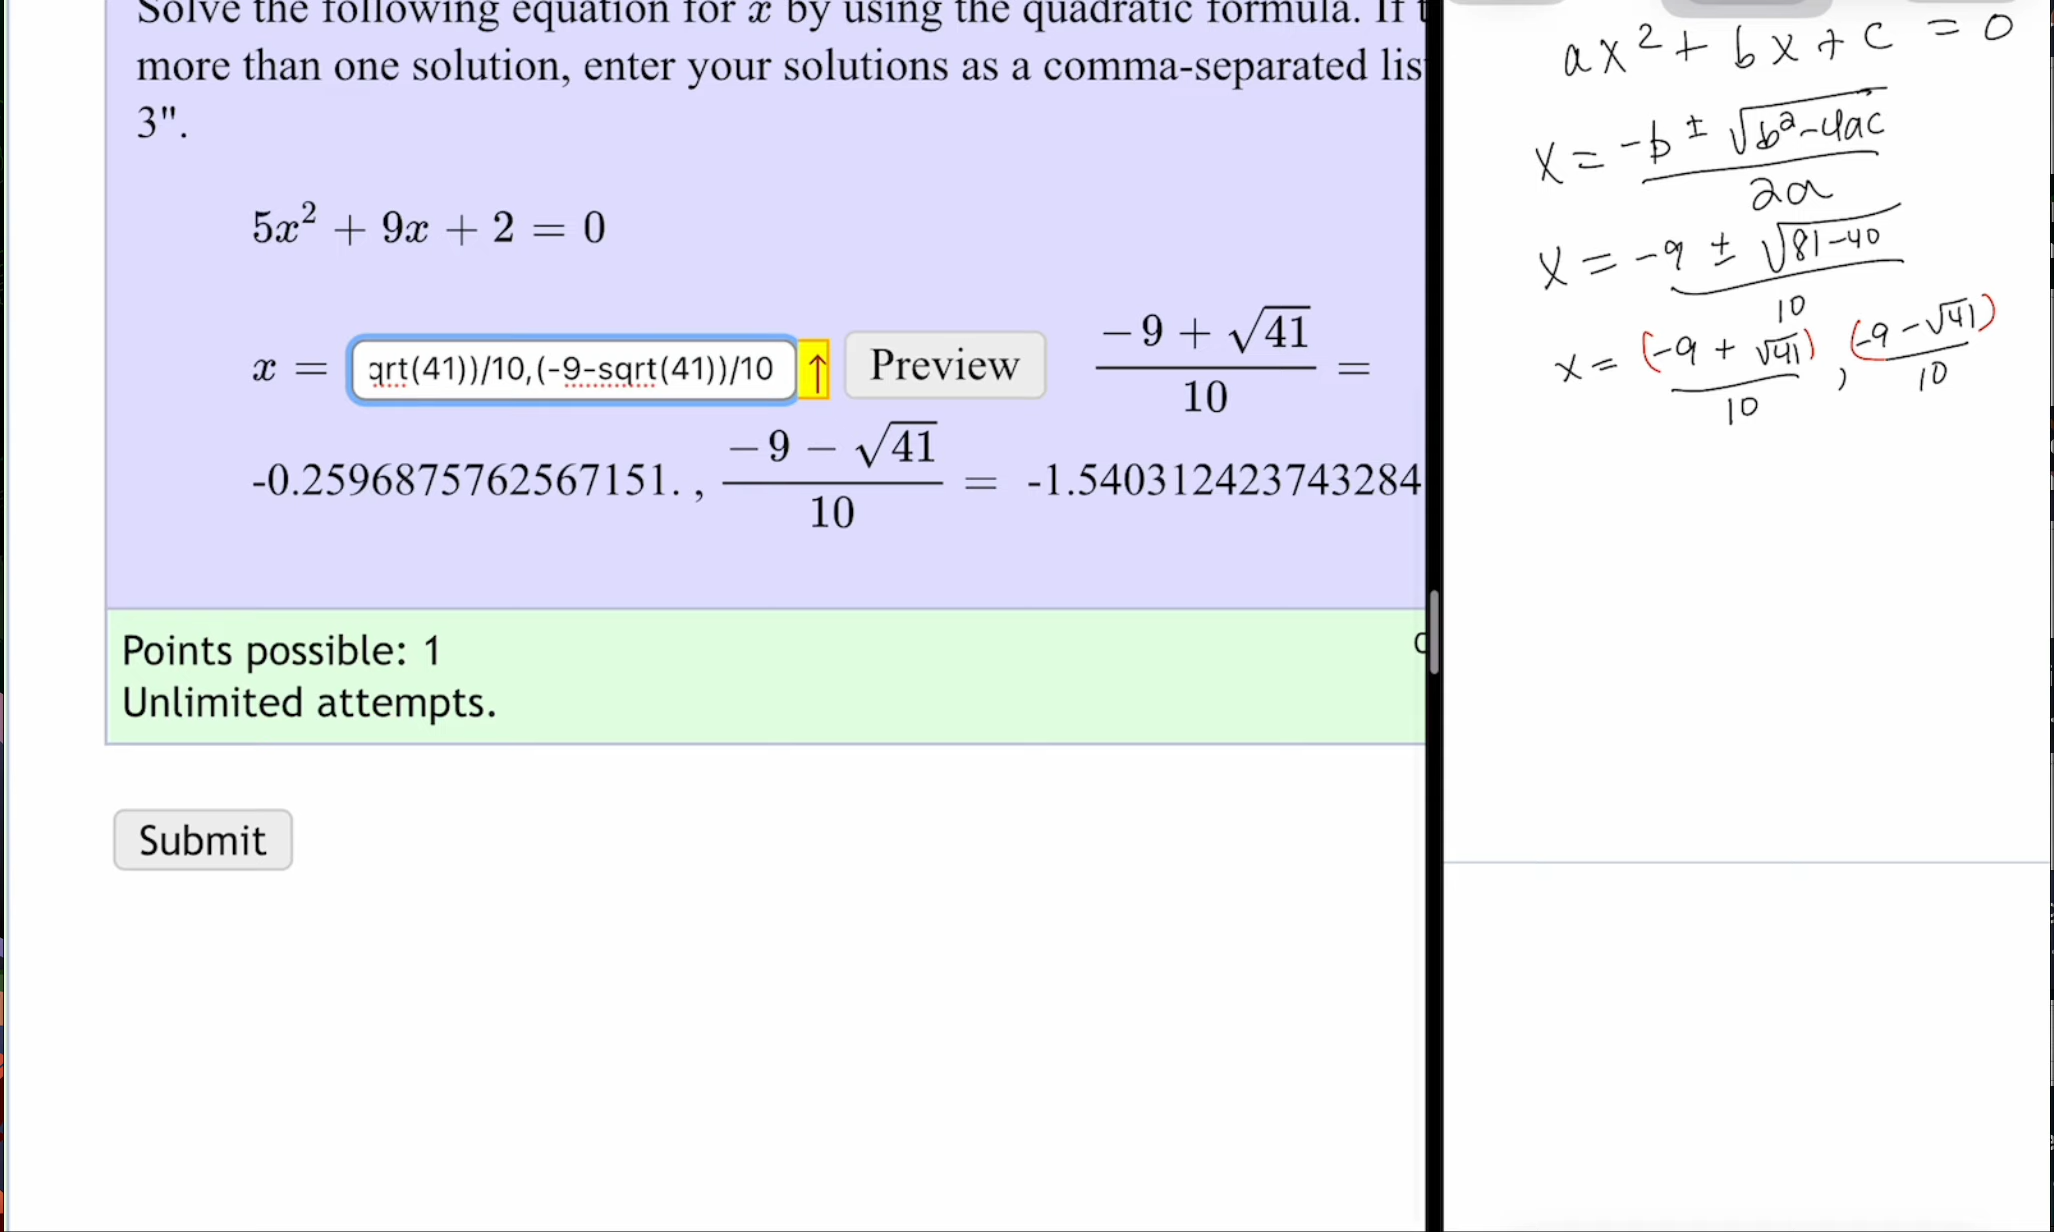 Solve the following equation for x by using the quadratic formula. If
more than one solution, enter your solutions as a comma-separated
3".
5x² + 9x + 2 = 0
x = qrt(41))/10,(-9-sqrt(41))/10 ↑ Preview (−9 + √41)/10 =
-0.2596875762567151. , (−9 − √41)/10 = -1.540312423743284
Points possible: 1
Unlimited attempts.
Submit
ax² + bx + c = 0
x = -b ± √b²-4ac
2a
x = -9 ± √81-40
10
x = (-9 + √41) , (-9 - √41)
10 10